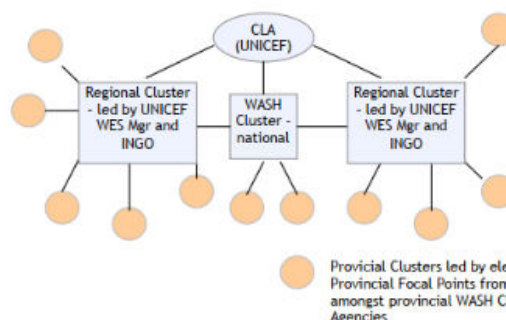 CLA
(UNICEF)
Regional Cluster
- led by UNICEF
WES Mgr and
INGO
WASH
Cluster -
national
Regional Cluster
- led by UNICEF
WES Mgr and
INGO
Provicial Clusters led by ele
Provincial Focal Points from
amongst provincial WASH C
Agencies